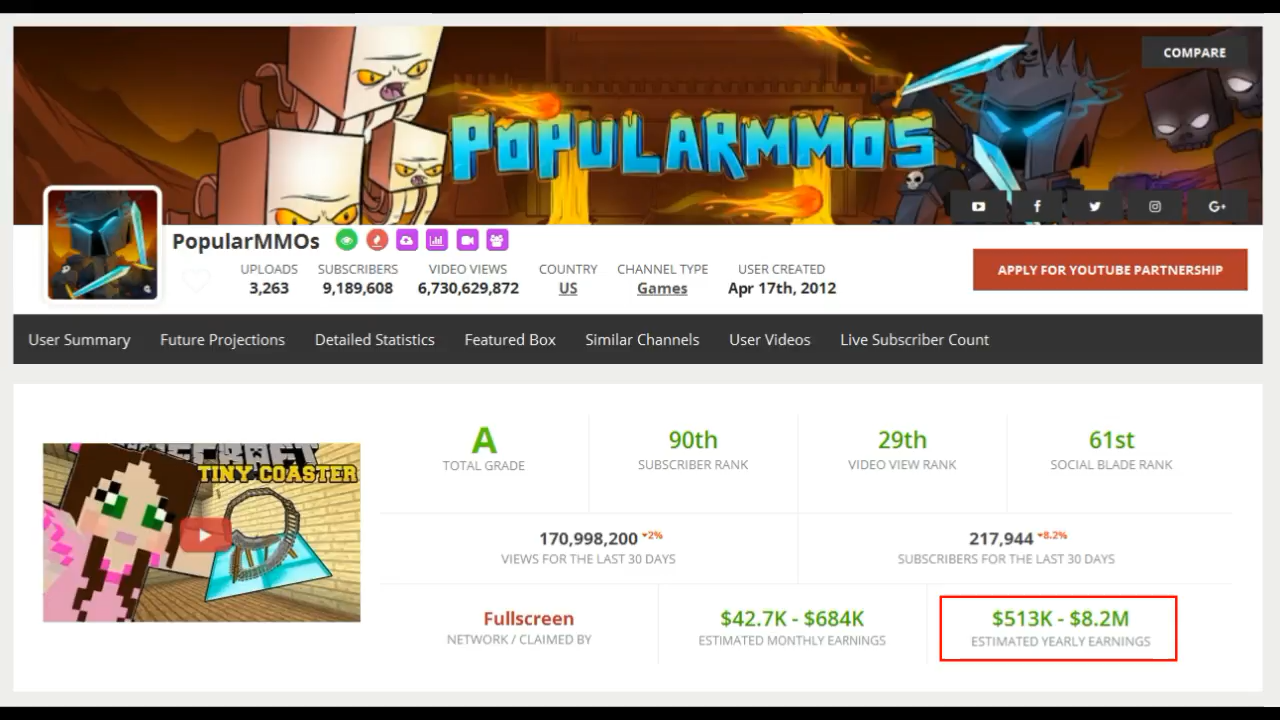 COMPARE
POPULARMMOS
PopularMMOs
UPLOADS SUBSCRIBERS VIDEO VIEWS COUNTRY CHANNEL TYPE USER CREATED
3,263 9,189,608 6,730,629,872 US Games Apr 17th, 2012
APPLY FOR YOUTUBE PARTNERSHIP
User Summary Future Projections Detailed Statistics Featured Box Similar Channels User Videos Live Subscriber Count
MINECRAFT
TINY COASTER
A 90th 29th 61st
TOTAL GRADE SUBSCRIBER RANK VIDEO VIEW RANK SOCIAL BLADE RANK
170,998,200 2% 217,944 8.2%
VIEWS FOR THE LAST 30 DAYS SUBSCRIBERS FOR THE LAST 30 DAYS
Fullscreen $42.7K - $684K $513K - $8.2M
NETWORK / CLAIMED BY ESTIMATED MONTHLY EARNINGS ESTIMATED YEARLY EARNINGS